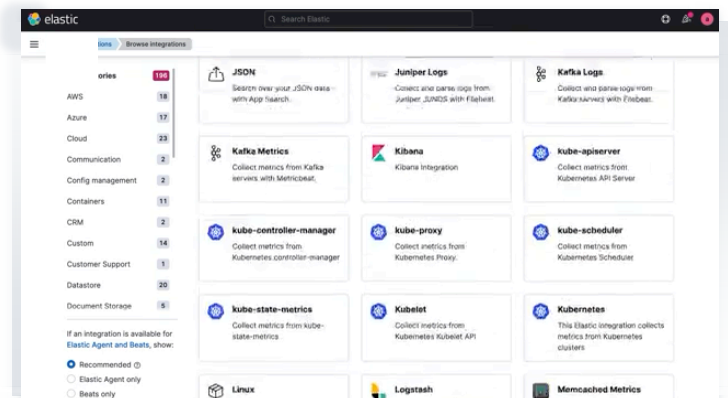 elastic
Search Elastic
a
tions
Browse integrations
ories 196
AWS 18
Azure 17
Cloud 23
Communication 2
Config management 2
Containers 11
CRM 2
Custom 14
Customer Support 1
Datastore 20
Document Storage 5
If an integration is available for
Elastic Agent and Beats, show:
Recommended
Elastic Agent only
Beats only
JSON
Search over your JSON data
with App Search.
Juniper Logs
Collect and parse logs from
Juniper JUNOS with Filebeat.
Kafka Logs
Collect and parse logs from
Kafka servers with Filebeat.
Kafka Metrics
Collect metrics from Kafka
servers with Metricbeat.
Kibana
Kibana Integration
kube-apiserver
Collect metrics from
Kubernetes API Server
kube-controller-manager
Collect metrics from
Kubernetes controller-manager
kube-proxy
Collect metrics from
Kubernetes Proxy.
kube-scheduler
Collect metrics from
Kubernetes Scheduler
kube-state-metrics
Collect metrics from kube-
state-metrics
Kubelet
Collect metrics from
Kubernetes Kubelet API
Kubernetes
This Elastic integration collects
metrics from Kubernetes
clusters
Linux
Logstash
Memcached Metrics